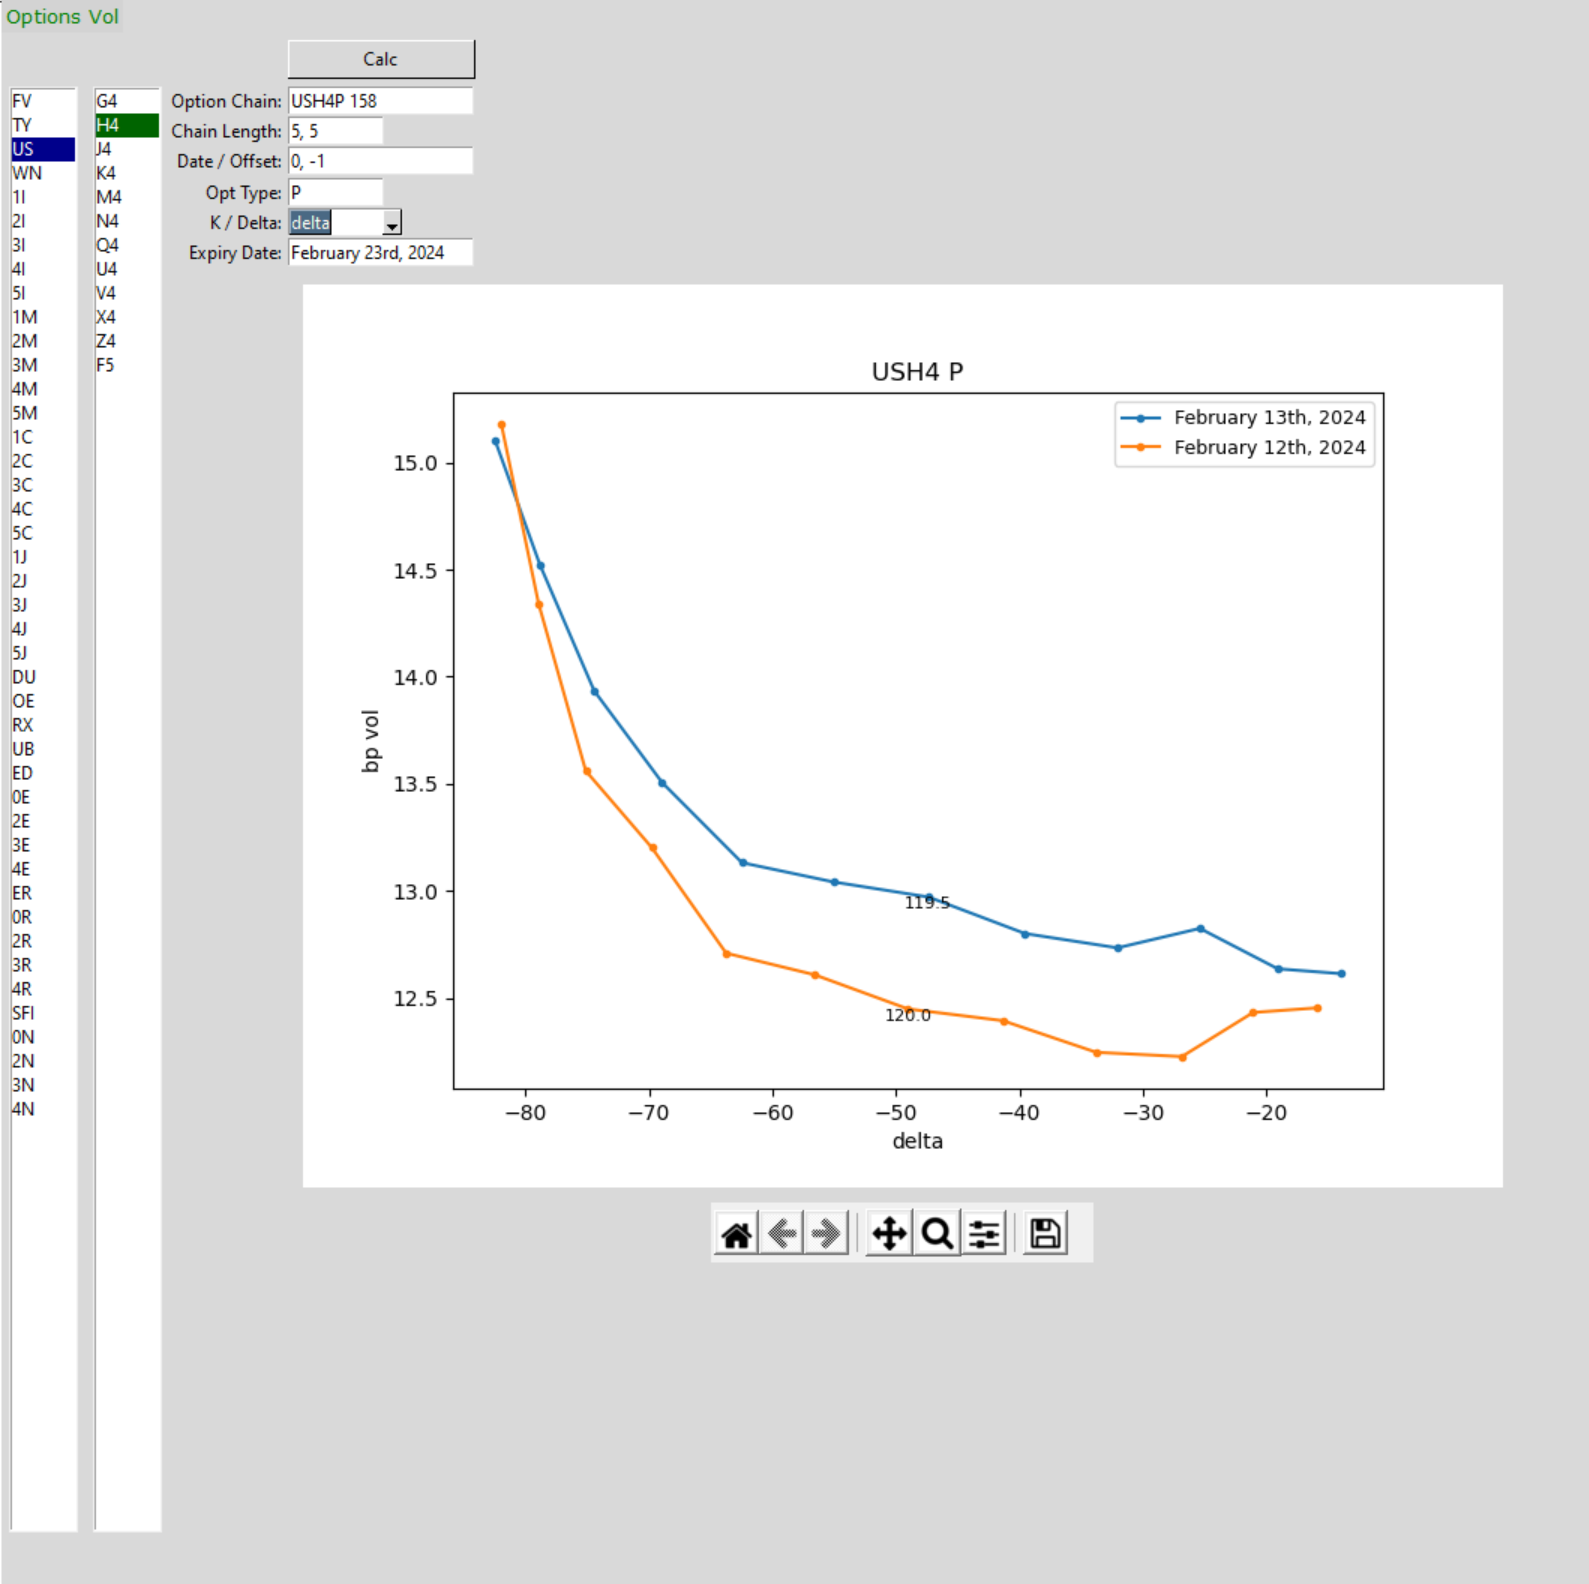 Options Vol
Calc
FV
TY
US
WN
1I
2I
3I
4I
5I
1M
2M
3M
4M
5M
1C
2C
3C
4C
5C
1J
2J
3J
4J
5J
DU
OE
RX
UB
ED
0E
2E
3E
4E
ER
0R
2R
3R
4R
SFI
0N
2N
3N
4N
G4
H4
J4
K4
M4
N4
Q4
U4
V4
X4
Z4
F5
Option Chain: USH4P 158
Chain Length: 5, 5
Date / Offset: 0, -1
Opt Type: P
K / Delta: delta
Expiry Date: February 23rd, 2024
USH4 P
February 13th, 2024
February 12th, 2024
15.0
14.5
14.0
13.5
13.0
12.5
bp vol
119.5
120.0
−80 −70 −60 −50 −40 −30 −20
delta